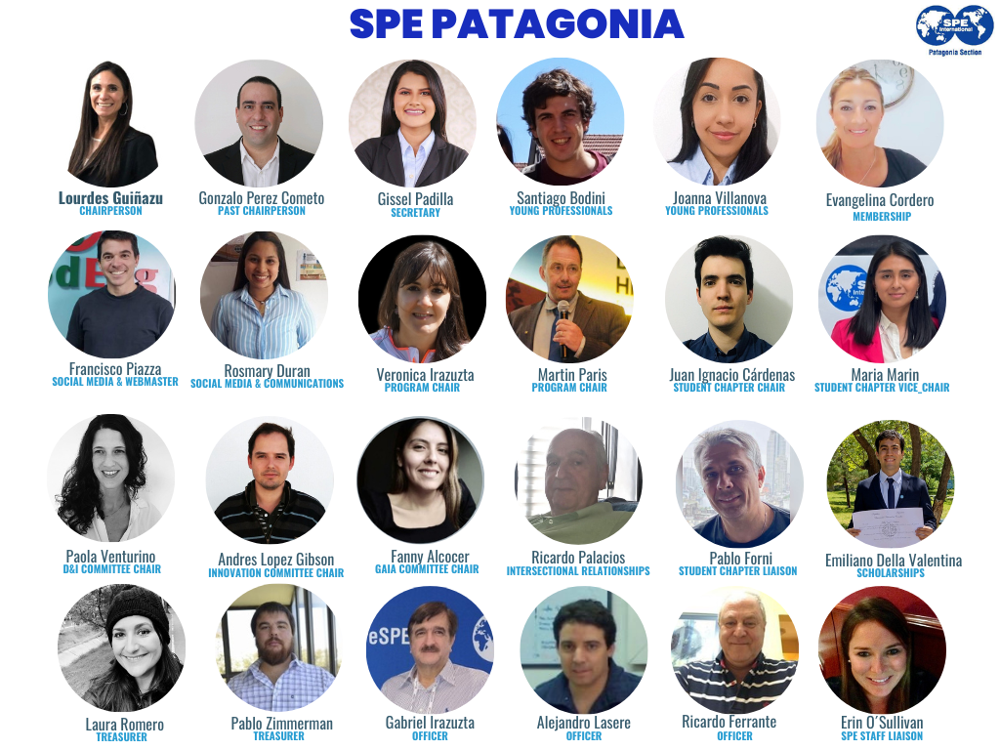 SPE PATAGONIA
SPE
International
Patagonia Section
Lourdes Guiñazu
CHAIRPERSON
Gonzalo Perez Cometo
PAST CHAIRPERSON
Gissel Padilla
SECRETARY
Santiago Bodini
YOUNG PROFESSIONALS
Joanna Villanova
YOUNG PROFESSIONALS
Evangelina Cordero
MEMBERSHIP
Francisco Piazza
SOCIAL MEDIA & WEBMASTER
Rosmary Duran
SOCIAL MEDIA & COMMUNICATIONS
Veronica Irazuzta
PROGRAM CHAIR
Martin Paris
PROGRAM CHAIR
Juan Ignacio Cárdenas
STUDENT CHAPTER CHAIR
SPE
Maria Marin
STUDENT CHAPTER VICE_CHAIR
Paola Venturino
D&I COMMITTEE CHAIR
Andres Lopez Gibson
INNOVATION COMMITTEE CHAIR
Fanny Alcocer
GAIA COMMITTEE CHAIR
Ricardo Palacios
INTERSECTIONAL RELATIONSHIPS
Pablo Forni
STUDENT CHAPTER LIAISON
Emiliano Della Valentina
SCHOLARSHIPS
Laura Romero
TREASURER
Pablo Zimmerman
TREASURER
eSPE
Gabriel Irazuzta
OFFICER
Alejandro Lasere
OFFICER
Ricardo Ferrante
OFFICER
Erin O´Sullivan
SPE STAFF LIAISON